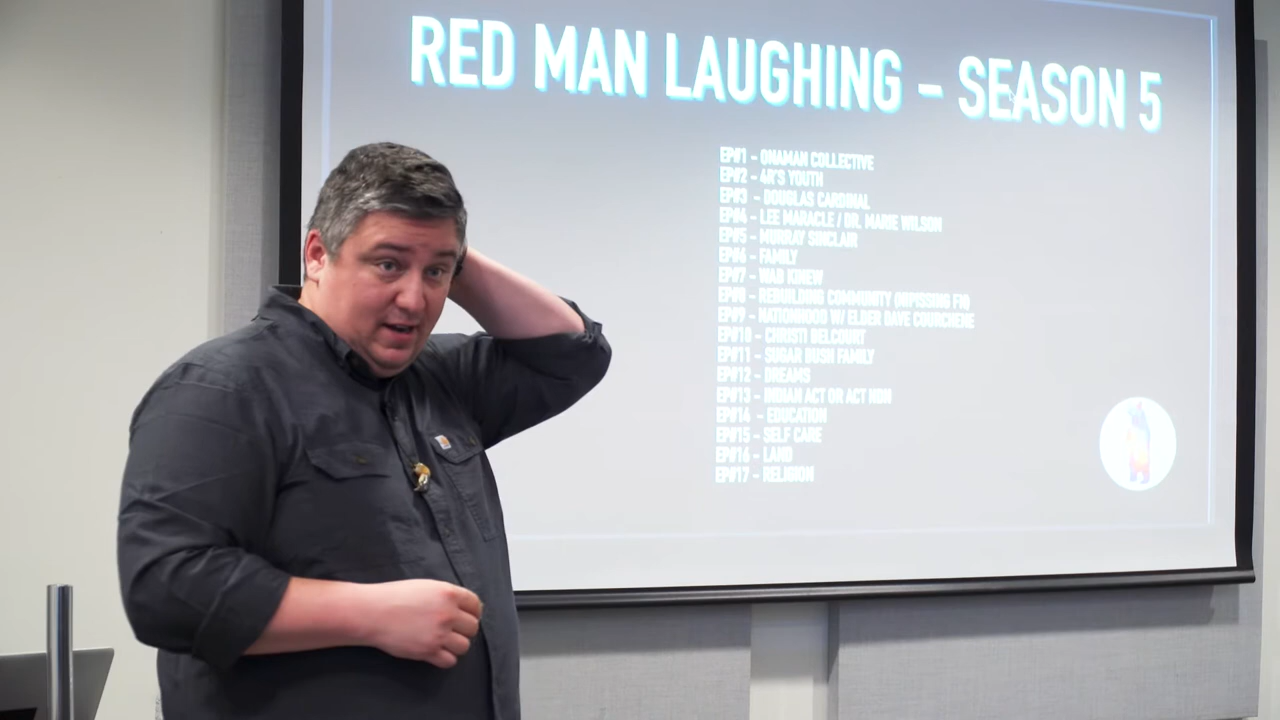 RED MAN LAUGHING – SEASON 5
EP#1 - ONAMAN COLLECTIVE
EP#2 - 4R'S YOUTH
EP#3 - DOUGLAS CARDINAL
EP#4 - LEE MARACLE / DR. MARIE WILSON
EP#5 - MURRAY SINCLAIR
EP#6 - FAMILY
EP#7 - WAB KINEW
EP#8 - REBUILDING COMMUNITY (NIPISSING FN)
EP#9 - NATIONHOOD W/ ELDER DAVE COURCHENE
EP#10 - CHRISTI BELCOURT
EP#11 - SUGAR BUSH FAMILY
EP#12 - DREAMS
EP#13 - INDIAN ACT OR ACT NDN
EP#14 - EDUCATION
EP#15 - SELF CARE
EP#16 - LAND
EP#17 - RELIGION